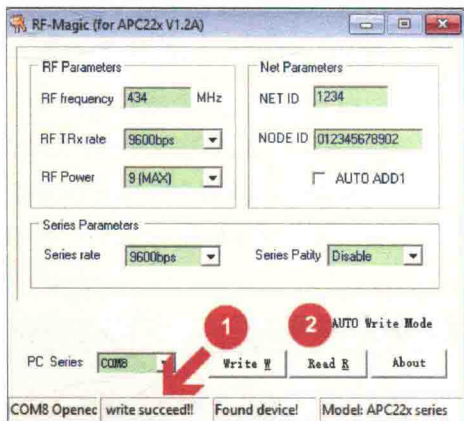 RF-Magic (for APC22x V1.2A)
RF Parameters
RF frequency 434 MHz
RF TRx rate 9600bps
RF Power 9 (MAX)
Net Parameters
NET ID 1234
NODE ID 012345678902
AUTO ADD1
Series Parameters
Series rate 9600bps Series Patity Disable
1 2 AUTO Write Mode
PC Series COM8 Write W Read R About
COM8 Openec write succeed!! Found device! Model: APC22x series